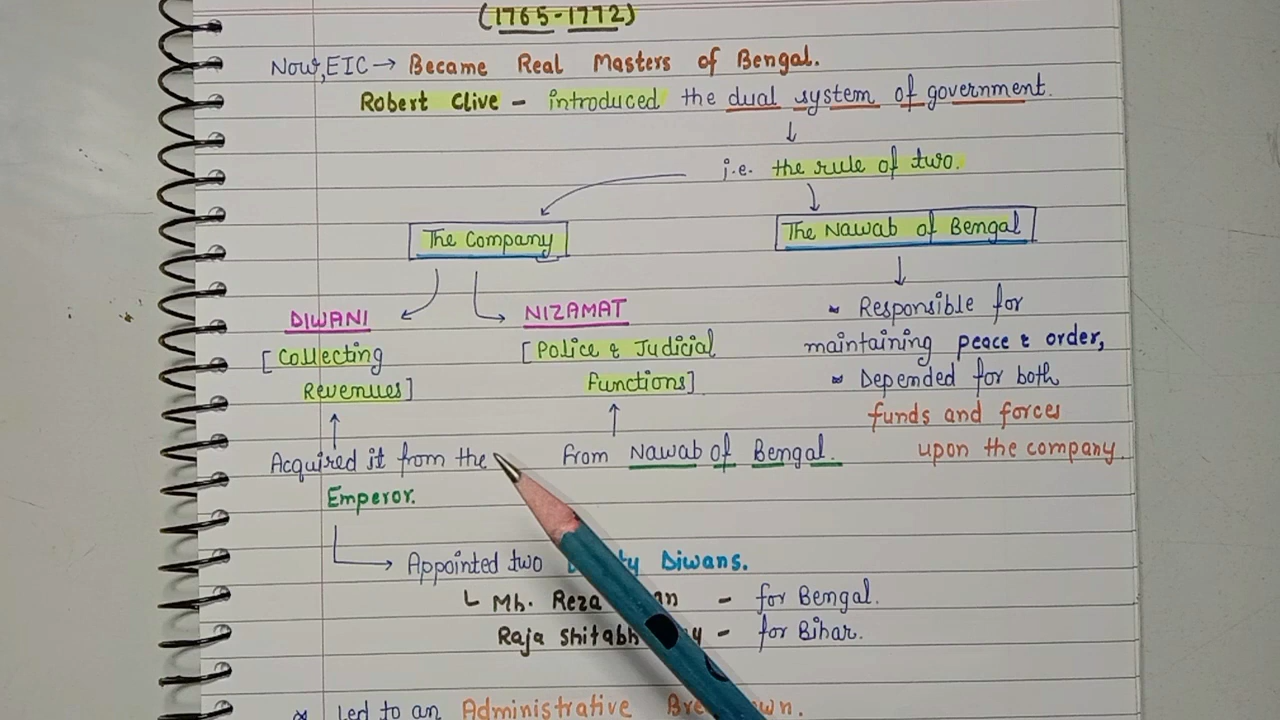 (1765-1772)
Now, EIC → Became Real Masters of Bengal.
Robert Clive - introduced the dual system of government.
i.e. the rule of two.
The Company
The Nawab of Bengal
DIWANI
[Collecting
Revenues]
NIZAMAT
[Police & Judicial
Functions]
Responsible for
maintaining peace & order,
Depended for both
funds and forces
upon the company.
Acquired it from the
Emperor.
from Nawab of Bengal.
Appointed two Diwans.
Mh. Reza - for Bengal.
Raja - for Bihar.
Led to an Administrative